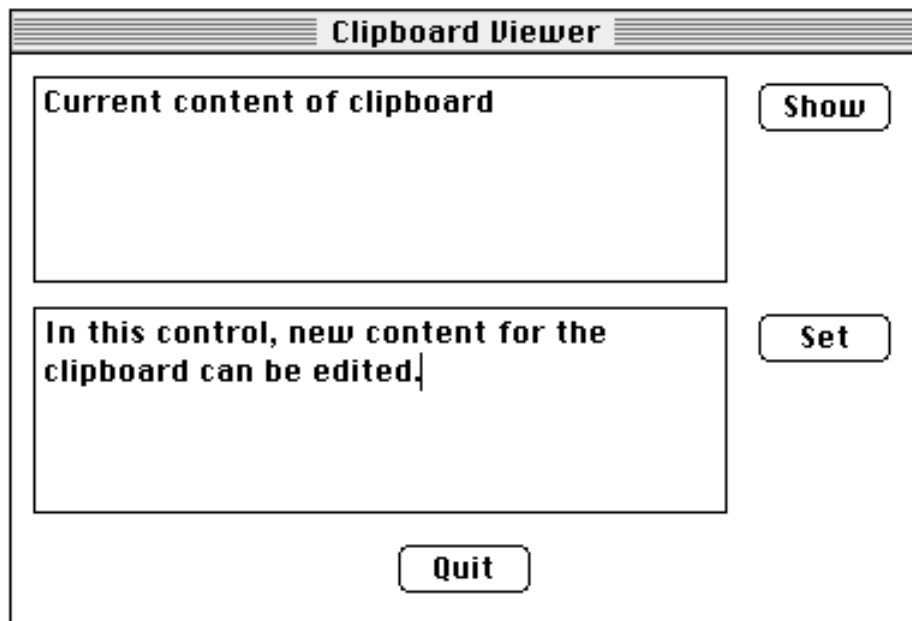 Clipboard Viewer
Current content of clipboard
Show
In this control, new content for the
clipboard can be edited.
Set
Quit